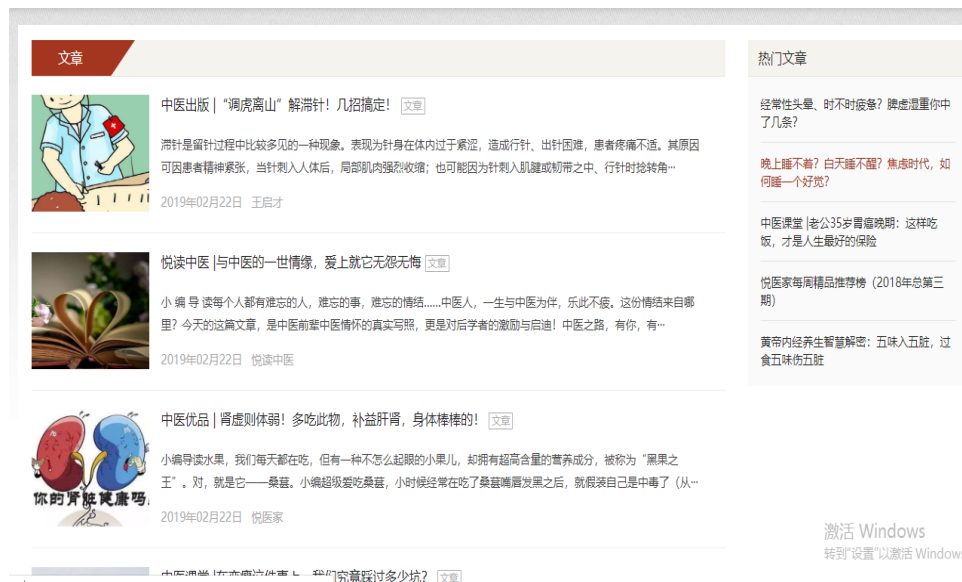 文章
中医出版 | “调虎离山”解滞针！几招搞定！ 文章
滞针是留针过程中比较多见的一种现象。表现为针身在体内过于紧涩，造成行针、出针困难，患者疼痛不适。其原因
可因患者精神紧张，当针刺入人体后，局部肌肉强烈收缩；也可能因为针刺入肌腱或韧带之中、行针时捻转角…
2019年02月22日 王启才
悦读中医 |与中医的一世情缘，爱上就它无怨无悔 文章
小 编 导 读每个人都有难忘的人，难忘的事，难忘的情结……中医人，一生与中医为伴，乐此不疲。这份情结来自哪
里？今天的这篇文章，是中医前辈中医情怀的真实写照，更是对后学者的激励与启迪！中医之路，有你，有…
2019年02月22日 悦读中医
你的肾脏健康吗
中医优品 | 肾虚则体弱！多吃此物，补益肝肾，身体棒棒的！ 文章
小编导读水果，我们每天都在吃，但有一种不怎么起眼的小果儿，却拥有超高含量的营养成分，被称为“黑果之
王”。对，就是它——桑葚。小编超级爱吃桑葚，小时候经常在吃了桑葚嘴唇发黑之后，就假装自己是中毒了（从…
2019年02月22日 悦医家
中医课堂 |在变瘦这件事上，我们究竟踩过多少坑？ 文章
热门文章
经常性头晕、时不时疲备？脾虚湿重你中
了几条？
晚上睡不着？白天睡不醒？焦虑时代，如
何睡一个好觉？
中医课堂 |老公35岁胃癌晚期：这样吃
饭，才是人生最好的保险
悦医家每周精品推荐榜（2018年总第三
期）
黄帝内经养生智慧解密：五味入五脏，过
食五味伤五脏
激活 Windows
转到“设置”以激活 Windows